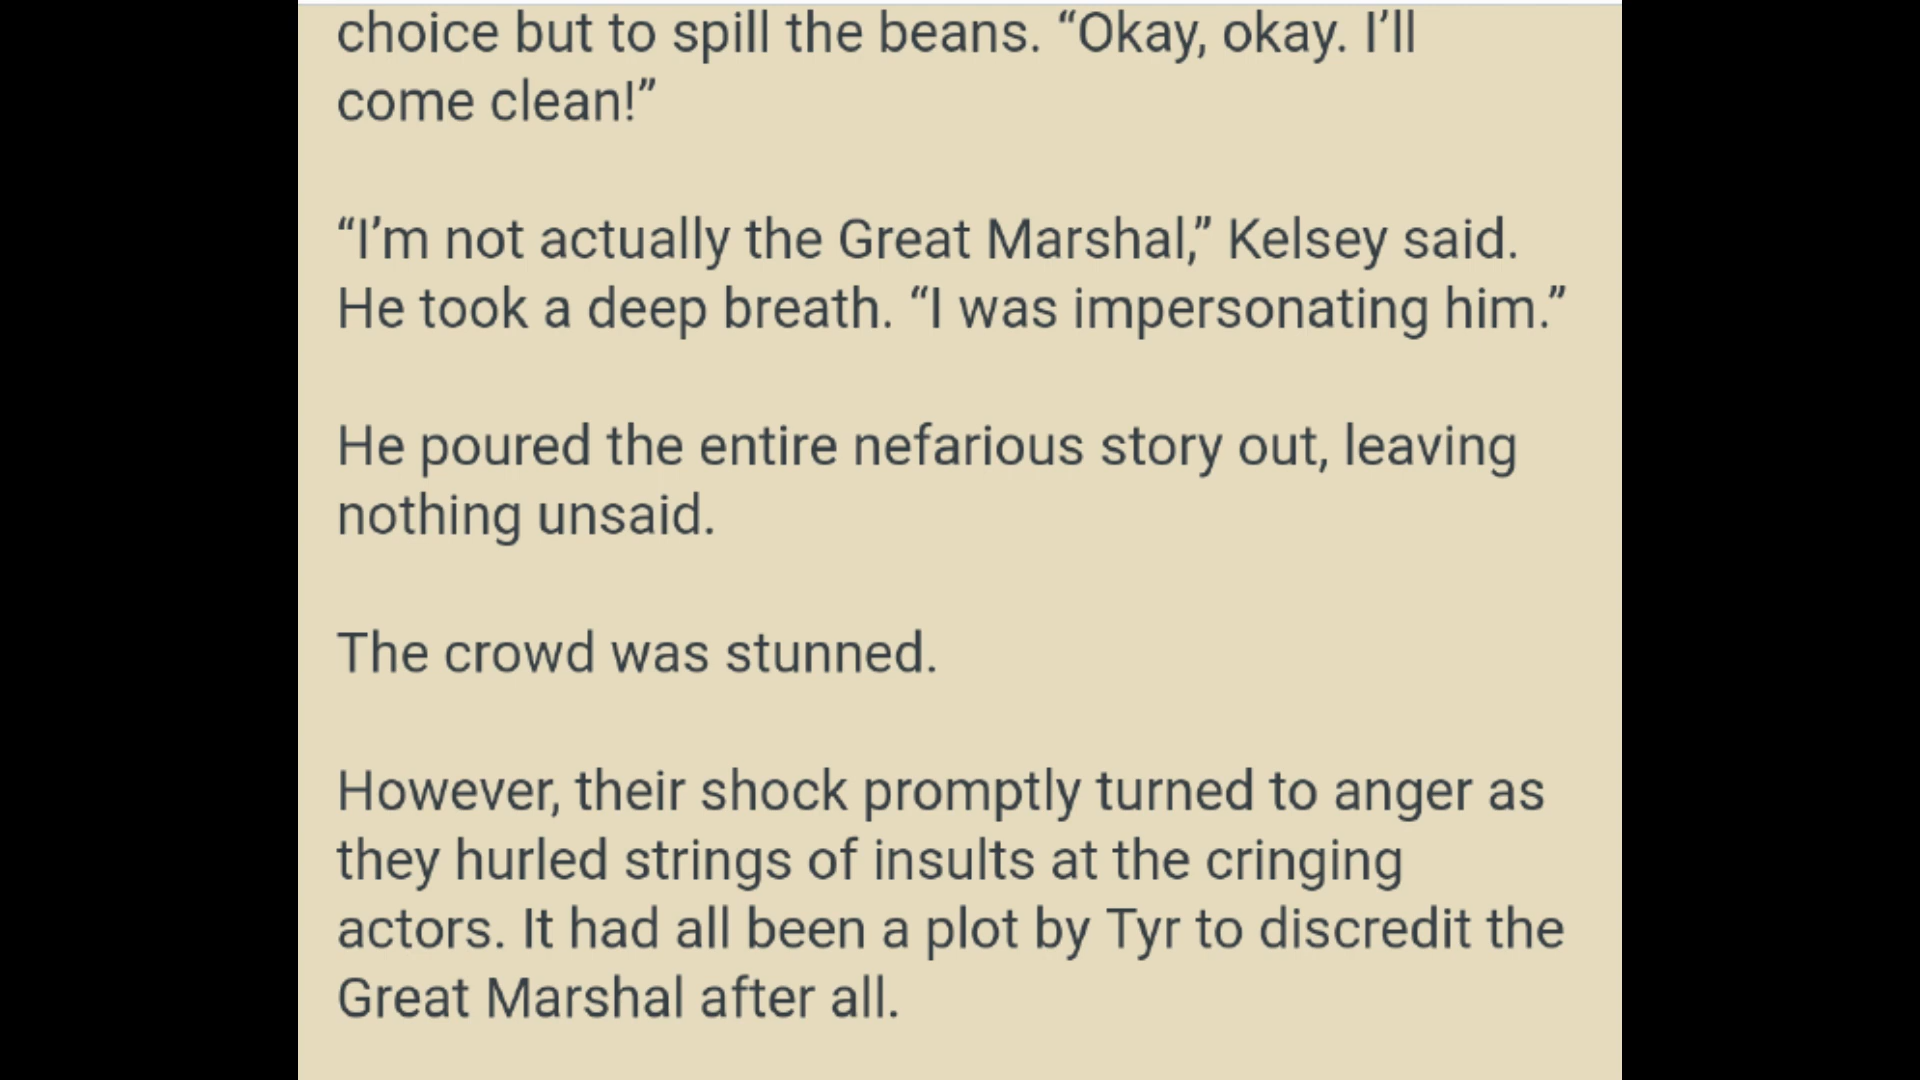 choice but to spill the beans. “Okay, okay. I’ll
come clean!”
“I’m not actually the Great Marshal,” Kelsey said.
He took a deep breath. “I was impersonating him.”
He poured the entire nefarious story out, leaving
nothing unsaid.
The crowd was stunned.
However, their shock promptly turned to anger as
they hurled strings of insults at the cringing
actors. It had all been a plot by Tyr to discredit the
Great Marshal after all.